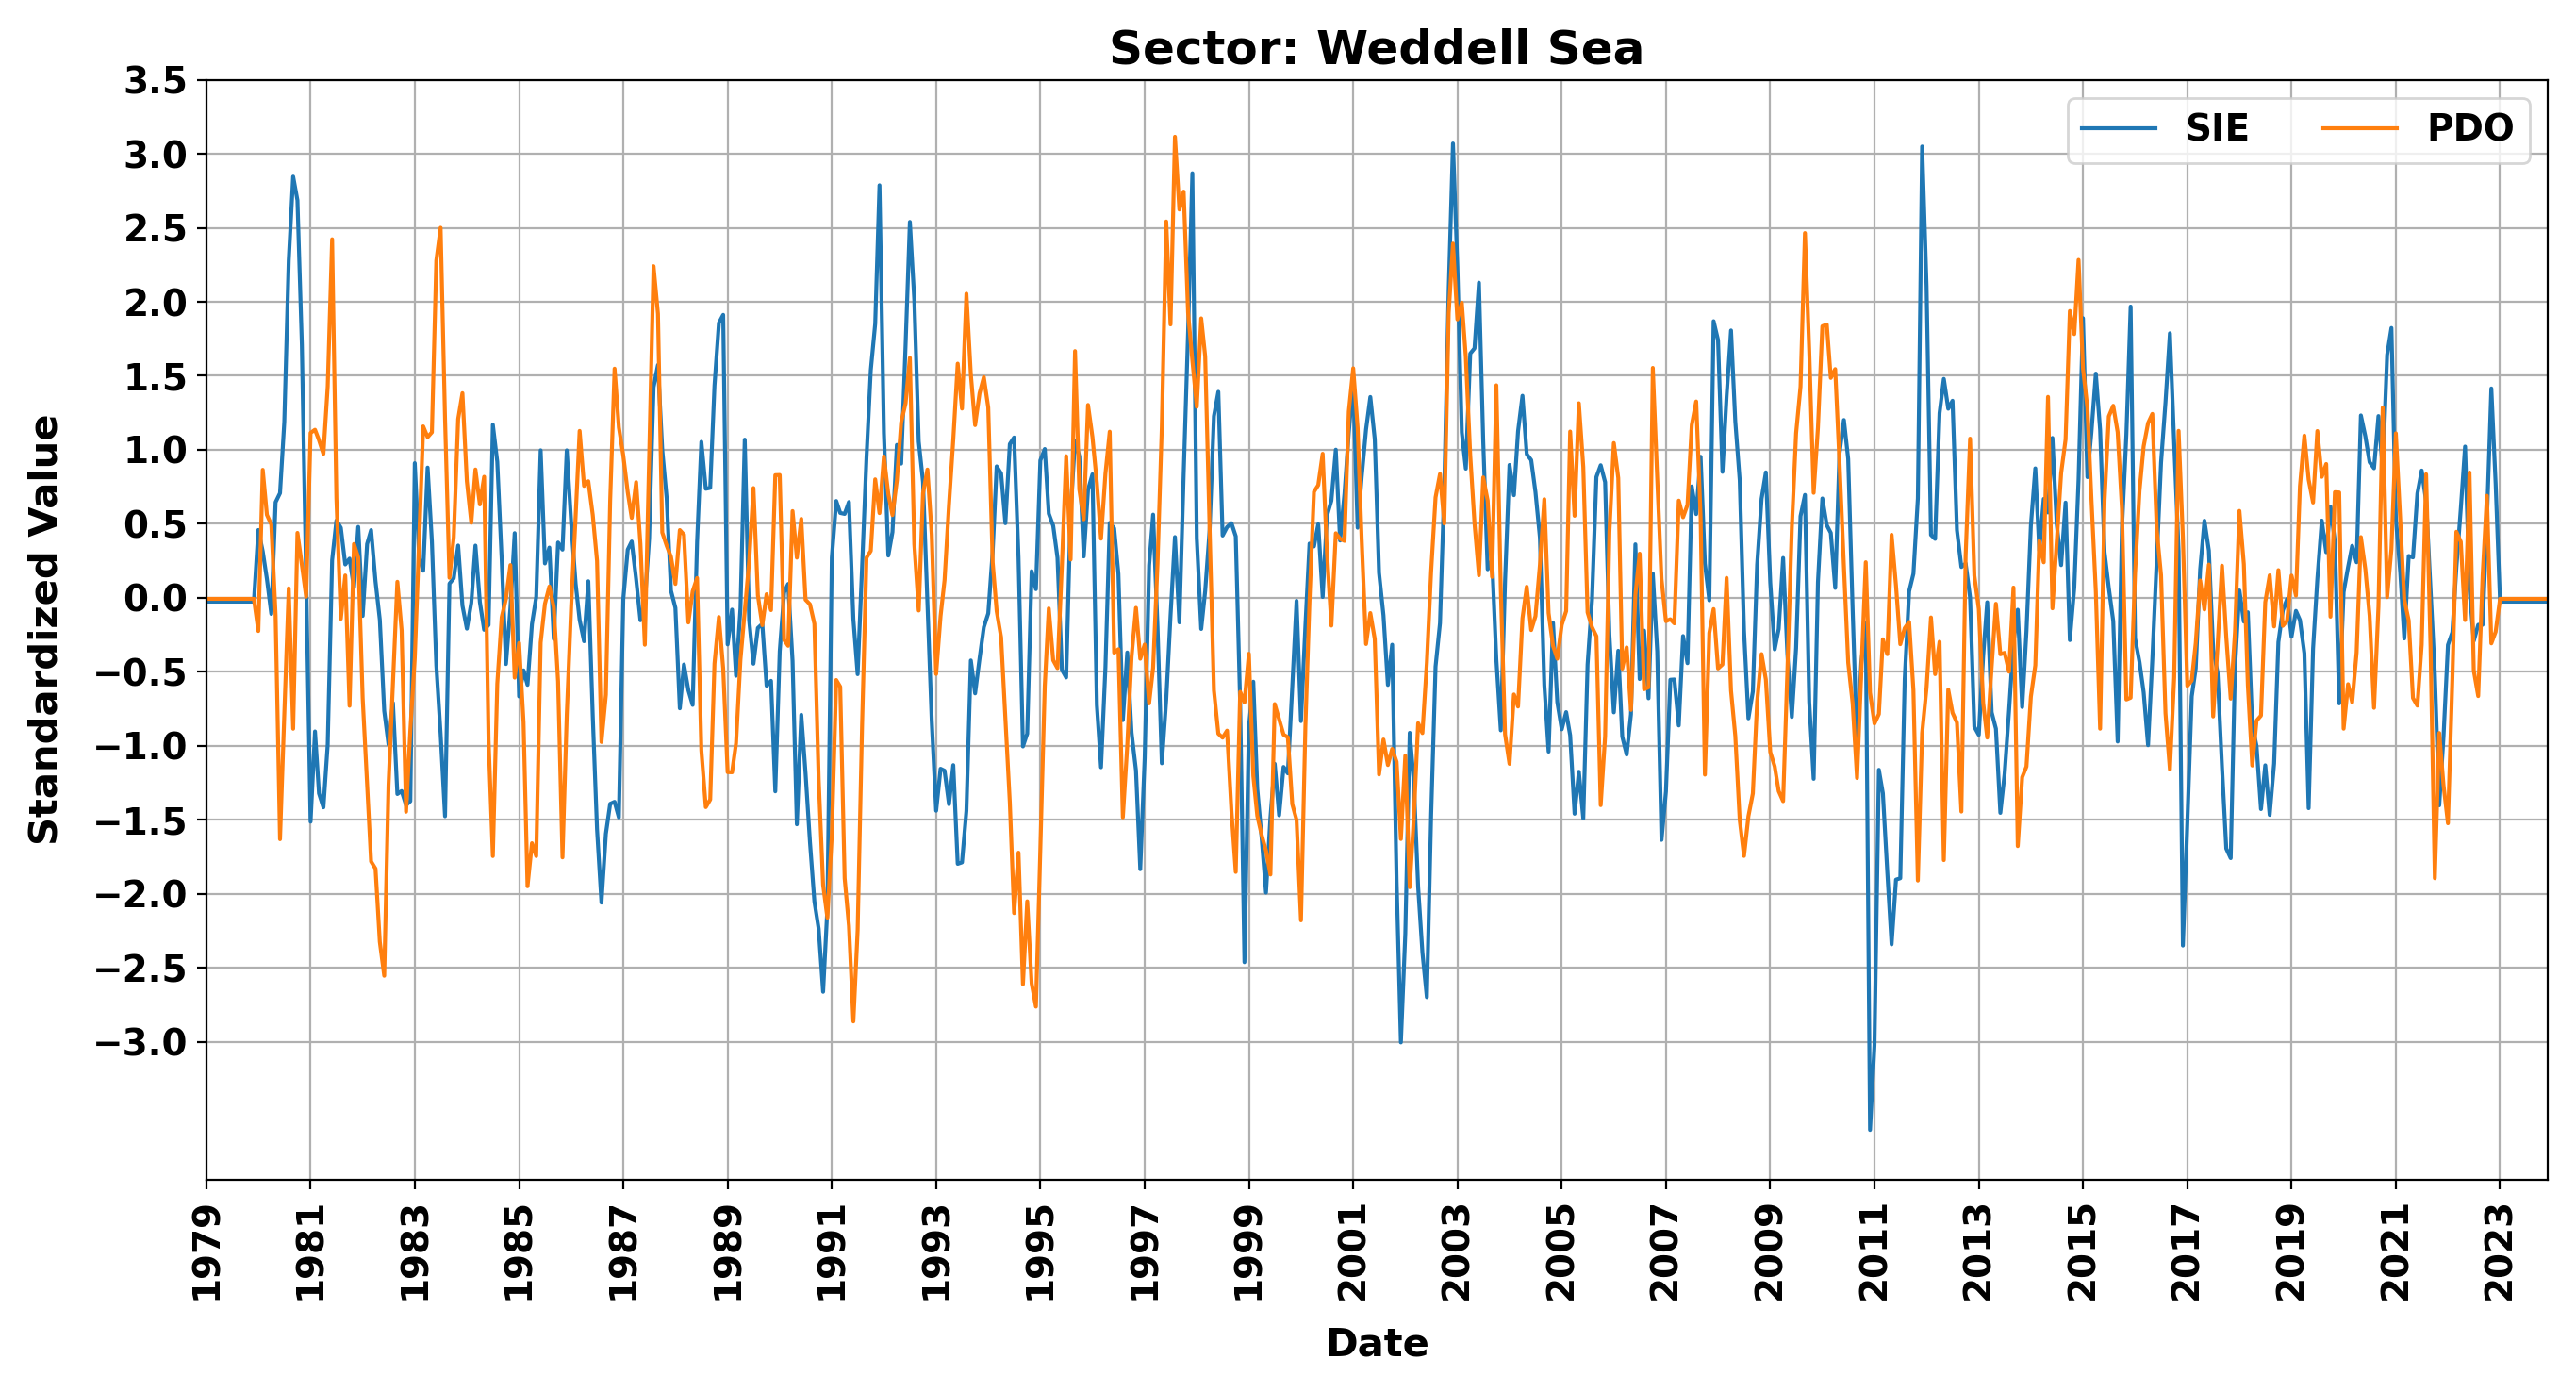 Sector: Weddell Sea
SIE PDO
3.5
3.0
2.5
2.0
1.5
1.0
0.5
0.0
−0.5
−1.0
−1.5
−2.0
−2.5
−3.0
Standardized Value
1979 1981 1983 1985 1987 1989 1991 1993 1995 1997 1999 2001 2003 2005 2007 2009 2011 2013 2015 2017 2019 2021 2023
Date